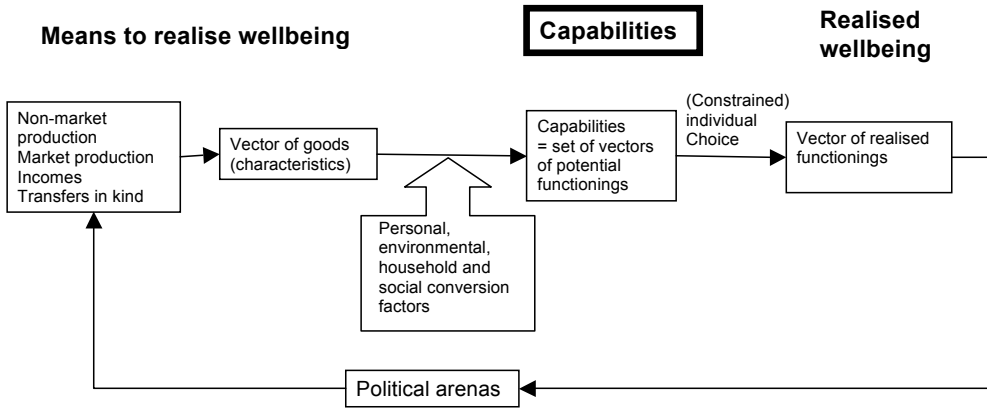 Means to realise wellbeing
Capabilities
Realised
wellbeing
Non-market
production
Market production
Incomes
Transfers in kind
Vector of goods
(characteristics)
Personal,
environmental,
household and
social conversion
factors
Capabilities
= set of vectors
of potential
functionings
(Constrained)
individual
Choice
Vector of realised
functionings
Political arenas